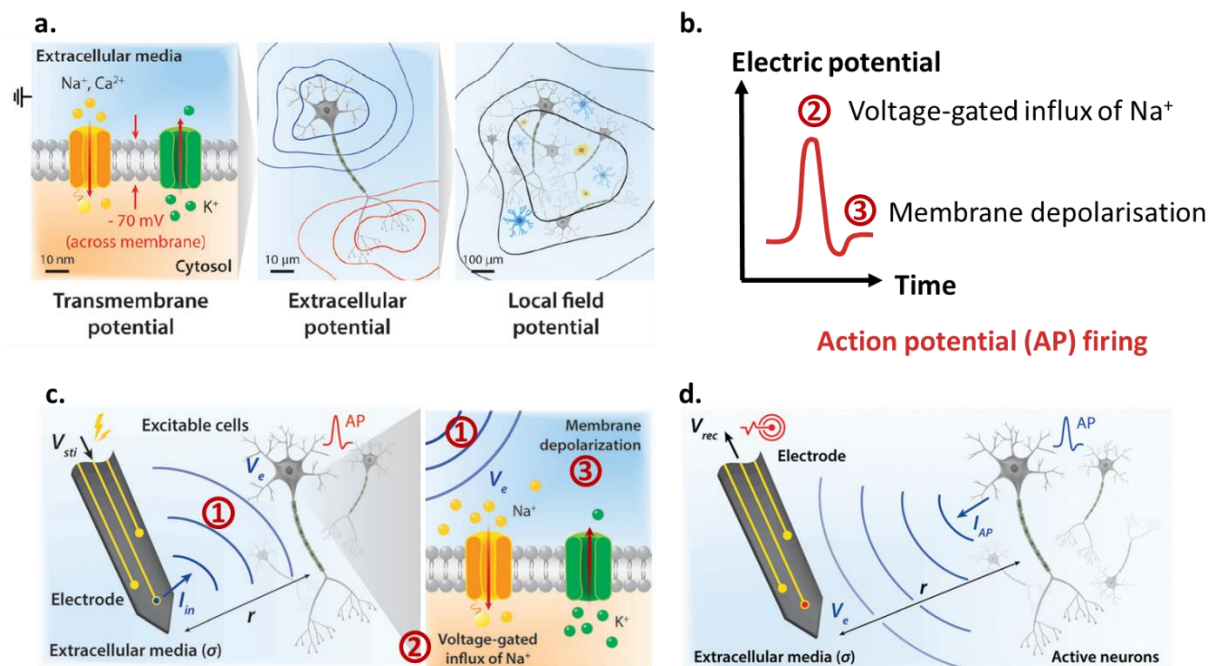 a.
Extracellular media
Na⁺, Ca²⁺
K⁺
- 70 mV
(across membrane)
10 nm
Cytosol
10 µm
100 µm
Transmembrane
potential
Extracellular
potential
Local field
potential
b.
Electric potential
② Voltage-gated influx of Na⁺
③ Membrane depolarisation
Time
Action potential (AP) firing
c.
V_sti
Excitable cells
AP
V_e
①
Electrode
I_in
r
Extracellular media (σ)
①
Membrane
depolarization
③
V_e
Na⁺
K⁺
② Voltage-gated
influx of Na⁺
d.
V_rec
Electrode
AP
I_AP
r
V_e
Extracellular media (σ)
Active neurons